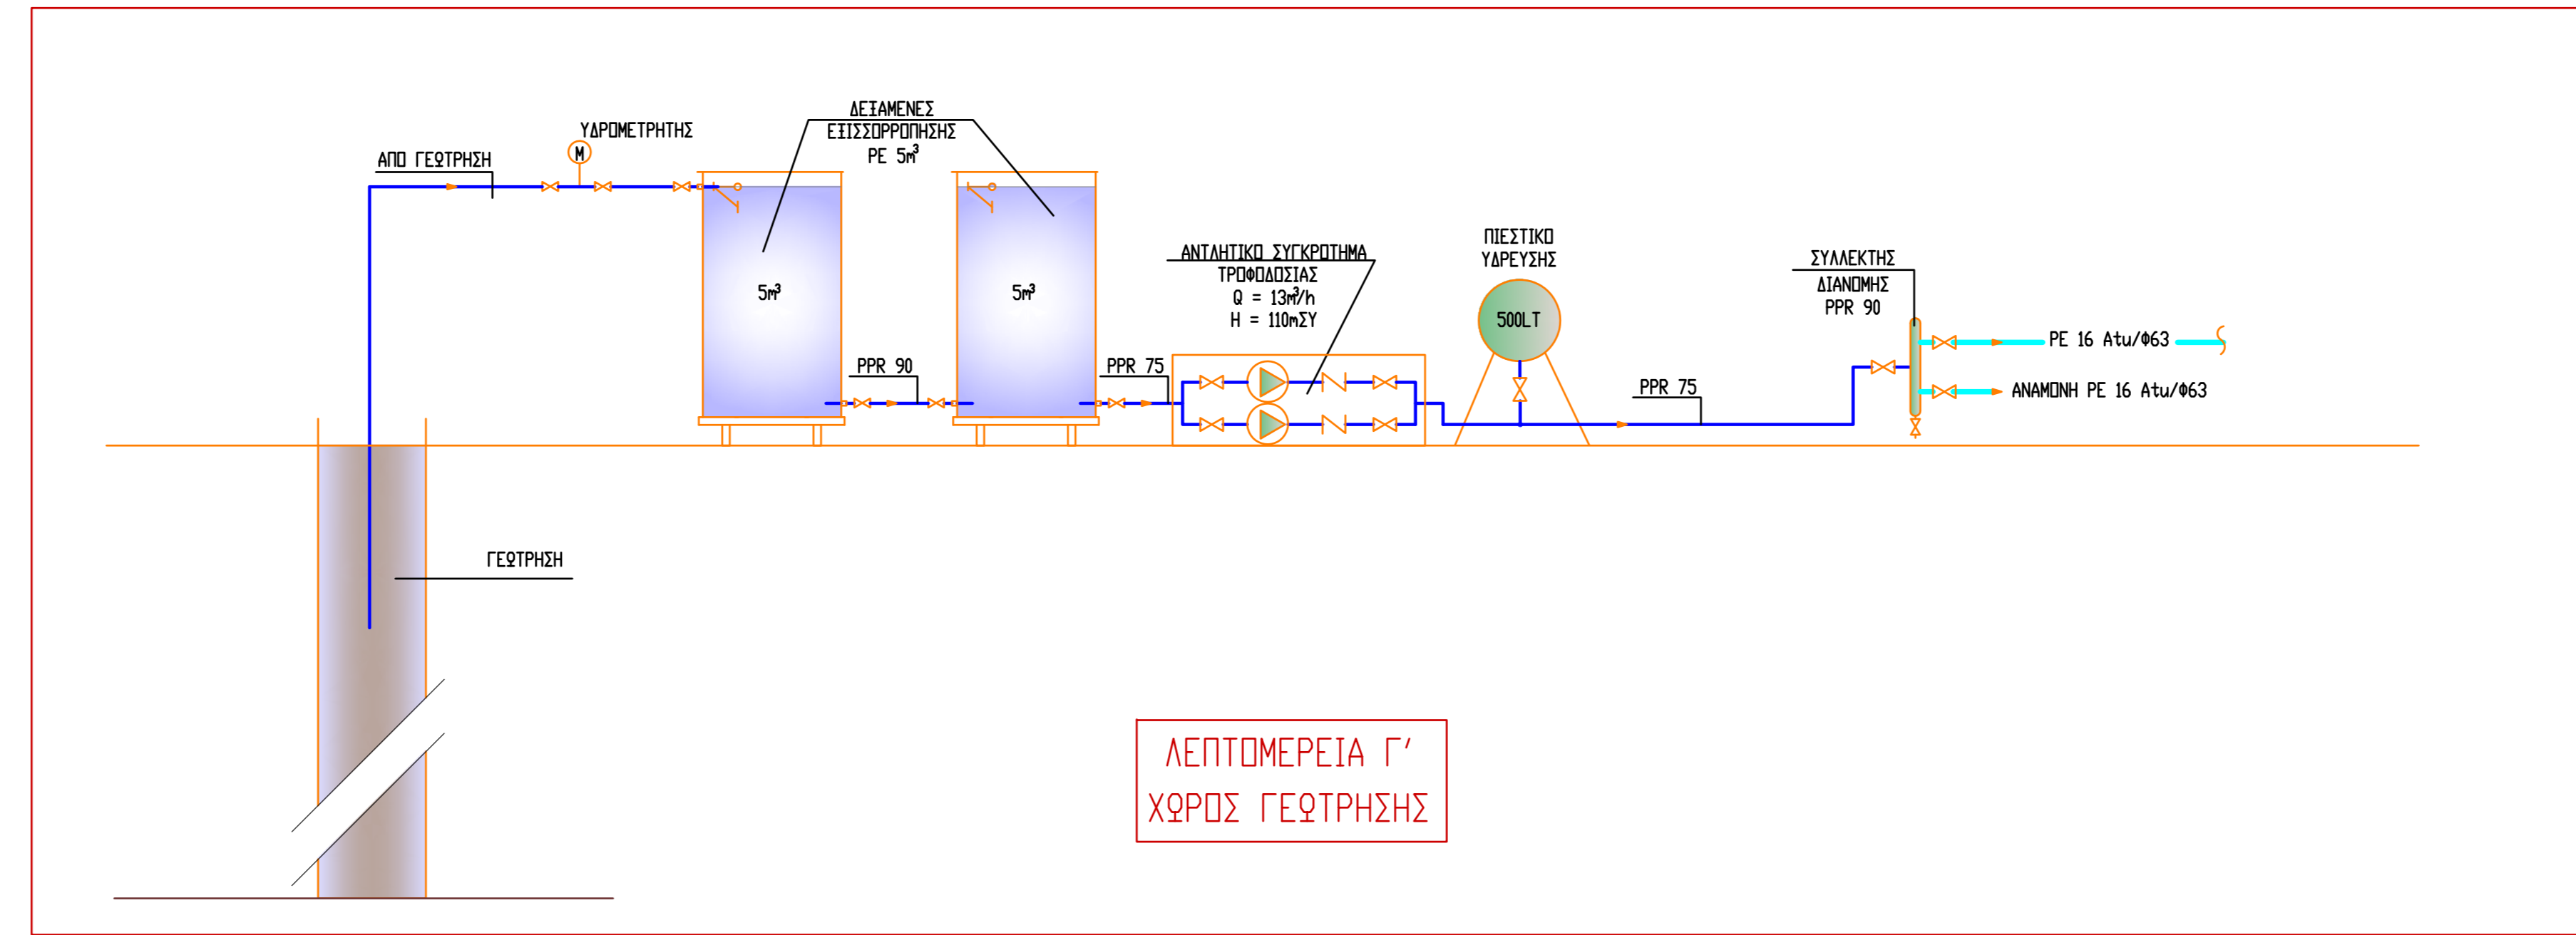 ΑΠΟ ΓΕΩΤΡΗΣΗ
ΥΔΡΟΜΕΤΡΗΤΗΣ
M
ΔΕΞΑΜΕΝΕΣ
ΕΞΙΣΣΟΡΡΟΠΗΣΗΣ
PE 5m³
5m³
5m³
PPR 90
PPR 75
ΑΝΤΛΗΤΙΚΟ ΣΥΓΚΡΟΤΗΜΑ
ΤΡΟΦΟΔΟΣΙΑΣ
Q = 13m³/h
H = 110mΣΥ
ΠΙΕΣΤΙΚΟ
ΥΔΡΕΥΣΗΣ
500LT
PPR 75
ΣΥΛΛΕΚΤΗΣ
ΔΙΑΝΟΜΗΣ
PPR 90
PE 16 Atu/Φ63
ΑΝΑΜΟΝΗ PE 16 Atu/Φ63
ΓΕΩΤΡΗΣΗ
ΛΕΠΤΟΜΕΡΕΙΑ Γ'
ΧΩΡΟΣ ΓΕΩΤΡΗΣΗΣ